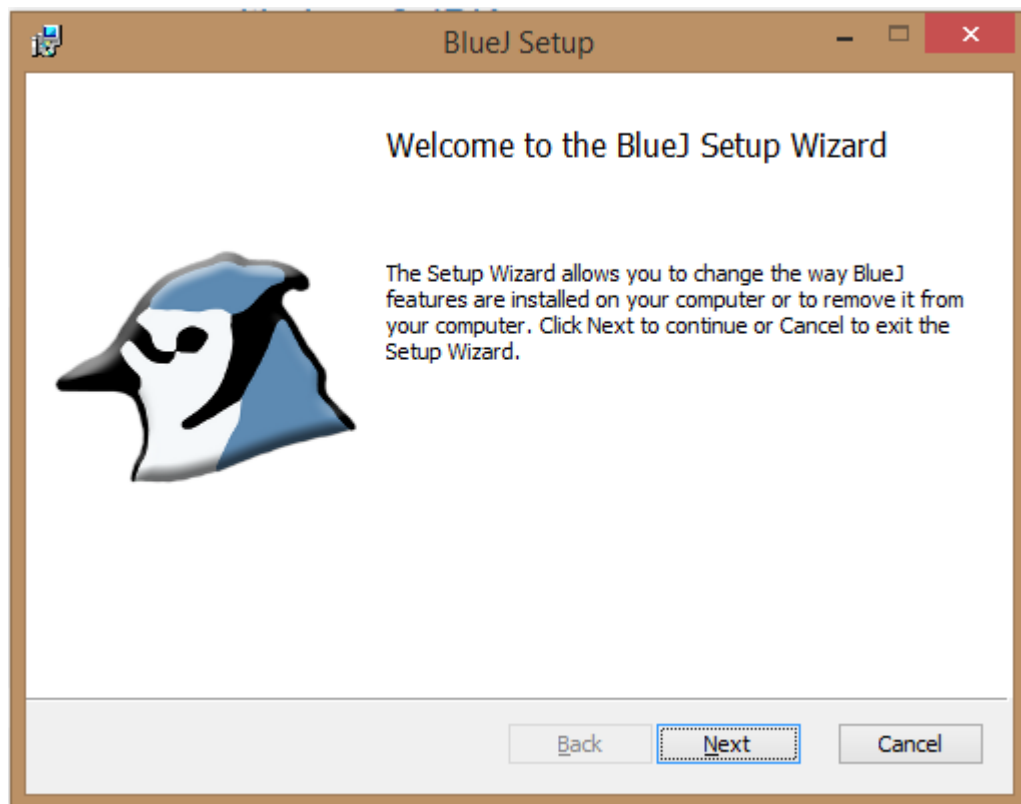 BlueJ Setup
Welcome to the BlueJ Setup Wizard
The Setup Wizard allows you to change the way BlueJ
features are installed on your computer or to remove it from
your computer. Click Next to continue or Cancel to exit the
Setup Wizard.
Back Next Cancel